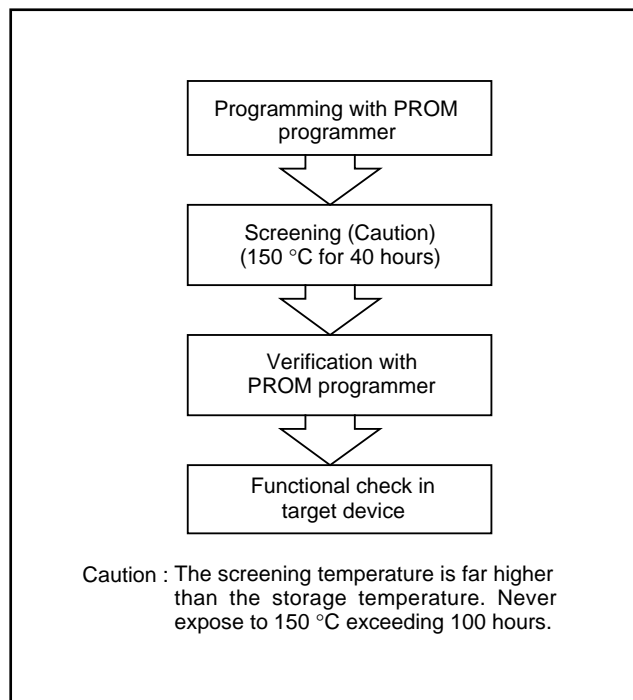 Programming with PROM
programmer
Screening (Caution)
(150 °C for 40 hours)
Verification with
PROM programmer
Functional check in
target device
Caution : The screening temperature is far higher
than the storage temperature. Never
expose to 150 °C exceeding 100 hours.